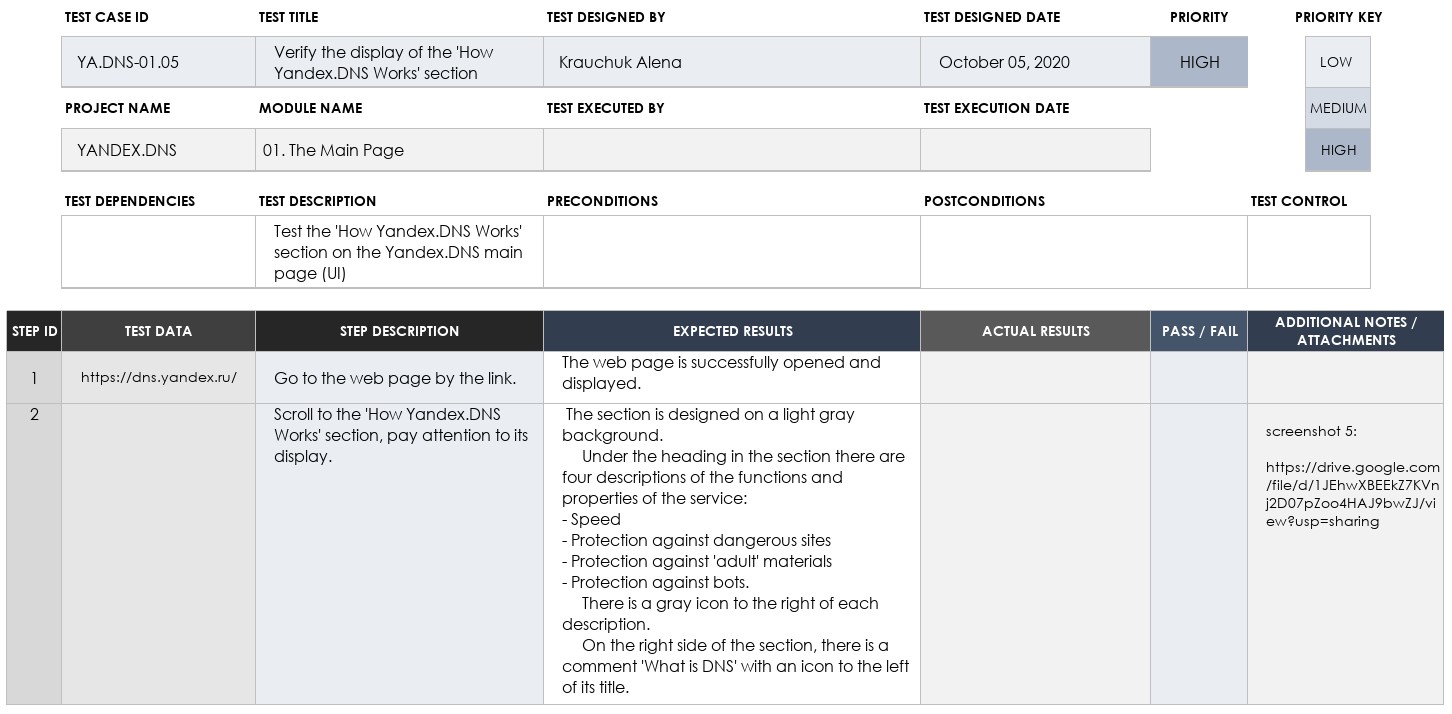 TEST CASE ID TEST TITLE TEST DESIGNED BY TEST DESIGNED DATE PRIORITY PRIORITY KEY
YA.DNS-01.05
Verify the display of the 'How
Yandex.DNS Works' section
Krauchuk Alena
October 05, 2020
HIGH
LOW
PROJECT NAME MODULE NAME TEST EXECUTED BY TEST EXECUTION DATE
MEDIUM
YANDEX.DNS
01. The Main Page
HIGH
TEST DEPENDENCIES TEST DESCRIPTION PRECONDITIONS POSTCONDITIONS TEST CONTROL
Test the 'How Yandex.DNS Works'
section on the Yandex.DNS main
page (UI)
STEP ID TEST DATA STEP DESCRIPTION EXPECTED RESULTS ACTUAL RESULTS PASS / FAIL
ADDITIONAL NOTES /
ATTACHMENTS
1
https://dns.yandex.ru/
Go to the web page by the link.
The web page is successfully opened and
displayed.
2
Scroll to the 'How Yandex.DNS
Works' section, pay attention to its
display.
The section is designed on a light gray
background.
Under the heading in the section there are
four descriptions of the functions and
properties of the service:
- Speed
- Protection against dangerous sites
- Protection against 'adult' materials
- Protection against bots.
There is a gray icon to the right of each
description.
On the right side of the section, there is a
comment 'What is DNS' with an icon to the left
of its title.
screenshot 5:
https://drive.google.com
/file/d/1JEhwXBEEkZ7KVn
j2D07pZoo4HAJ9bwZJ/vi
ew?usp=sharing